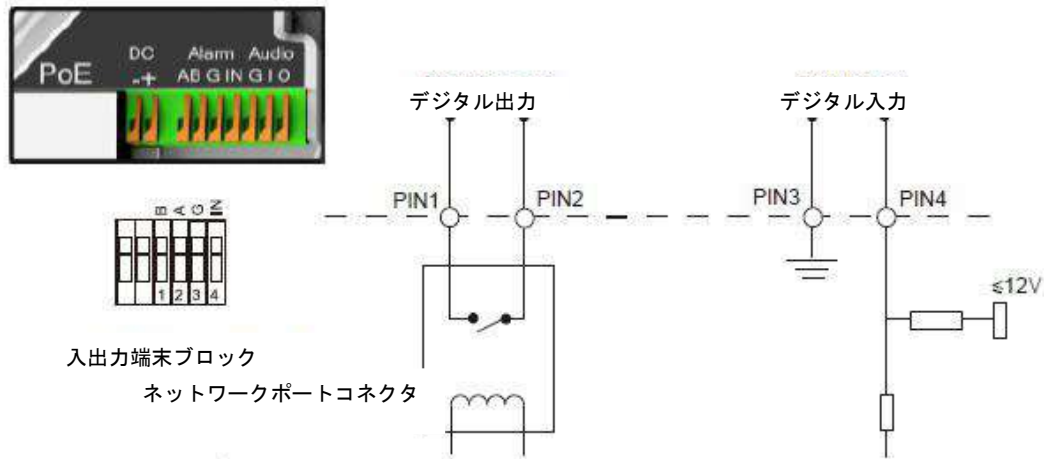 DC Alarm Audio
PoE -+ AB G IN G I O
デジタル出力
デジタル入力
PIN1
PIN2
PIN3
PIN4
B A G IN
1 2 3 4
≤12V
入出力端末ブロック
ネットワークポートコネクタ